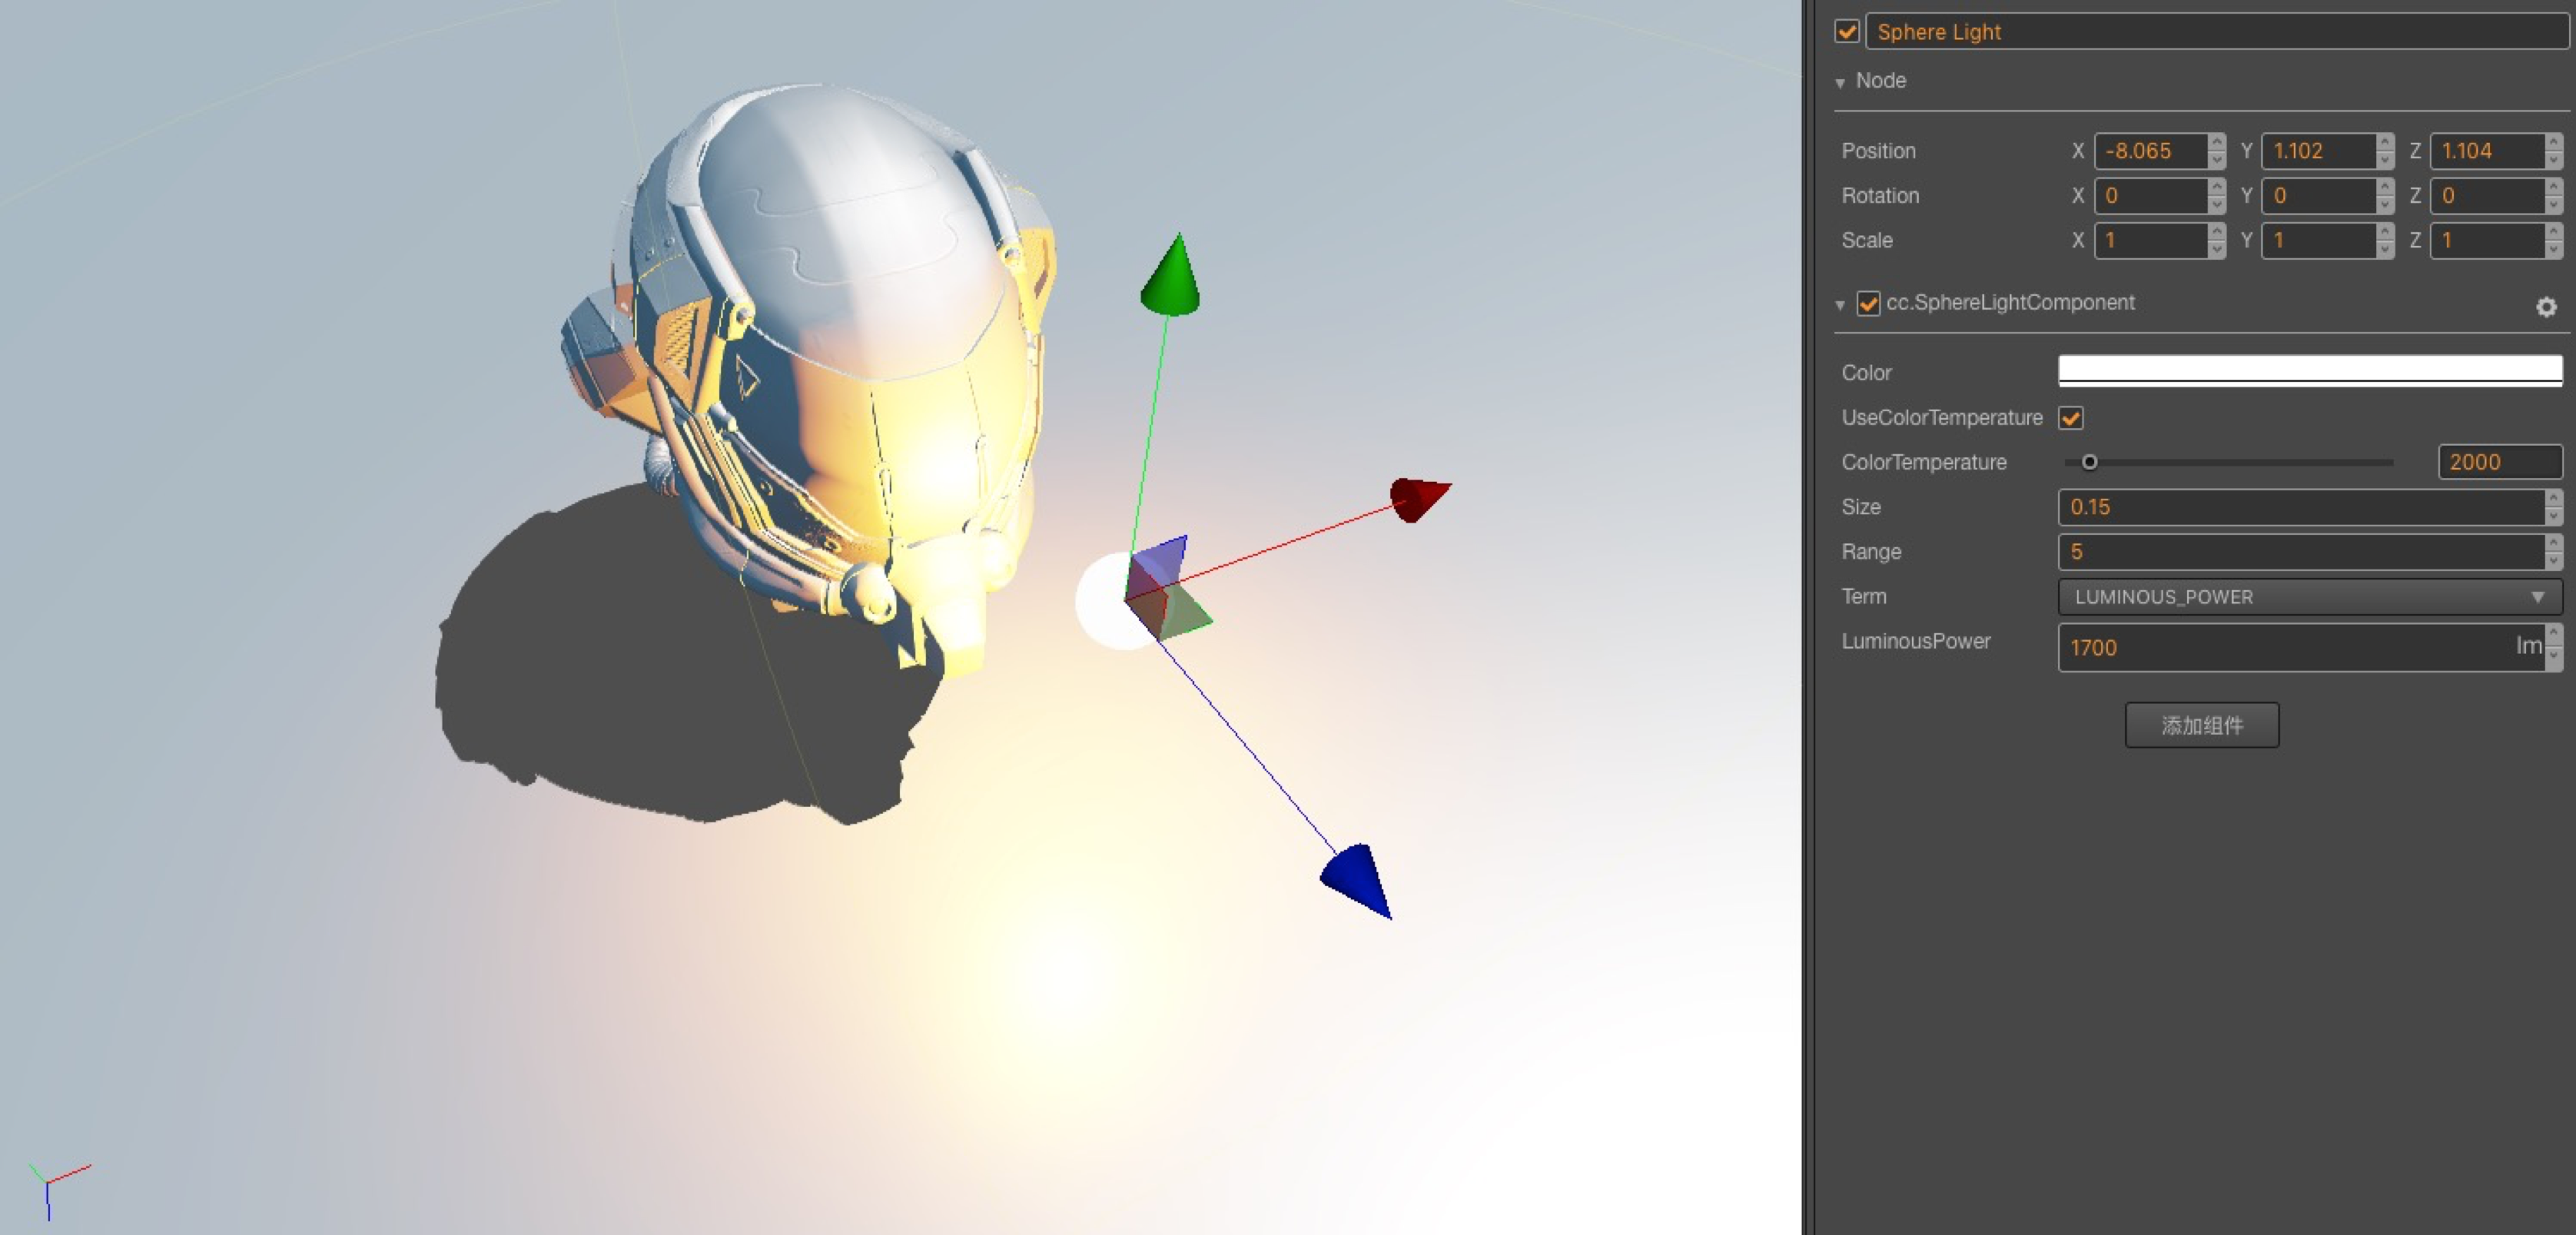 Sphere Light
Node
Position X -8.065 Y 1.102 Z 1.104
Rotation X 0 Y 0 Z 0
Scale X 1 Y 1 Z 1
cc.SphereLightComponent
Color
UseColorTemperature
ColorTemperature 2000
Size 0.15
Range 5
Term LUMINOUS_POWER
LuminousPower 1700 lm
添加组件